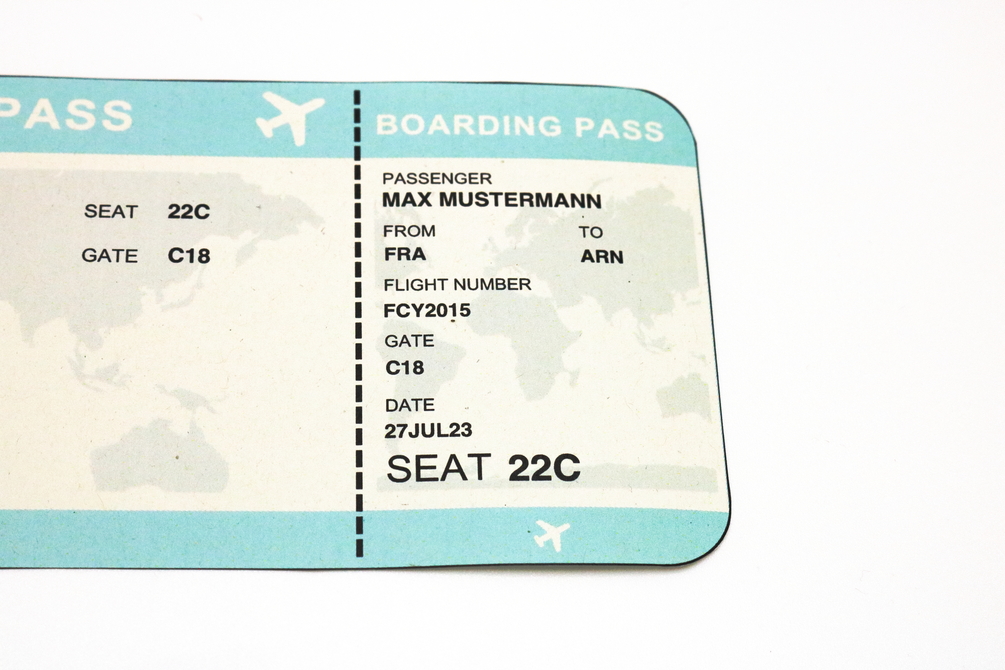 PASS
SEAT 22C
GATE C18
BOARDING PASS
PASSENGER
MAX MUSTERMANN
FROM TO
FRA ARN
FLIGHT NUMBER
FCY2015
GATE
C18
DATE
27JUL23
SEAT 22C